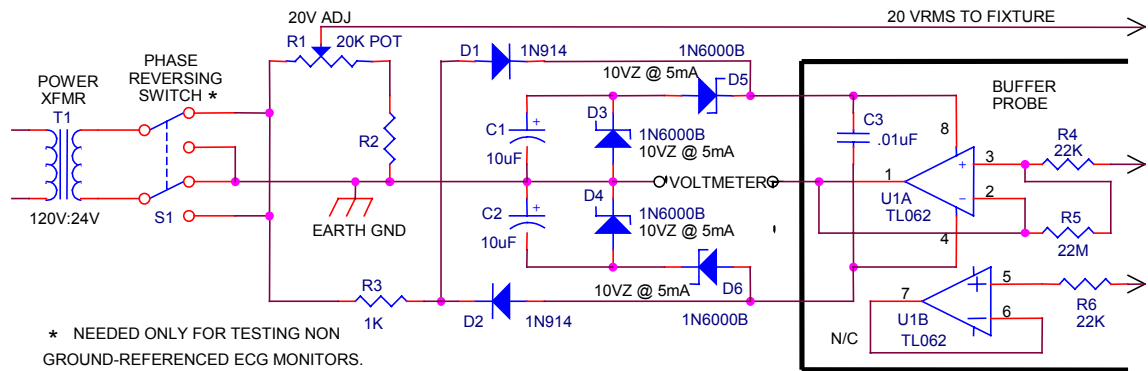 20V ADJ
R1
20K POT
20 VRMS TO FIXTURE
D1
1N914
1N6000B
10VZ @ 5mA
D5
POWER
XFMR
T1
PHASE
REVERSING
SWITCH *
BUFFER
PROBE
C3
.01uF
8
R2
C1
+
10uF
D3
1N6000B
10VZ @ 5mA
3
R4
22K
1
+
-
2
VOLTMETER
U1A
TL062
R5
22M
4
120V:24V
S1
EARTH GND
C2
+
10uF
D4
1N6000B
10VZ @ 5mA
R3
1K
D2
1N914
10VZ @ 5mA
D6
1N6000B
7
+
-
5
6
R6
22K
U1B
TL062
N/C
* NEEDED ONLY FOR TESTING NON
GROUND-REFERENCED ECG MONITORS.